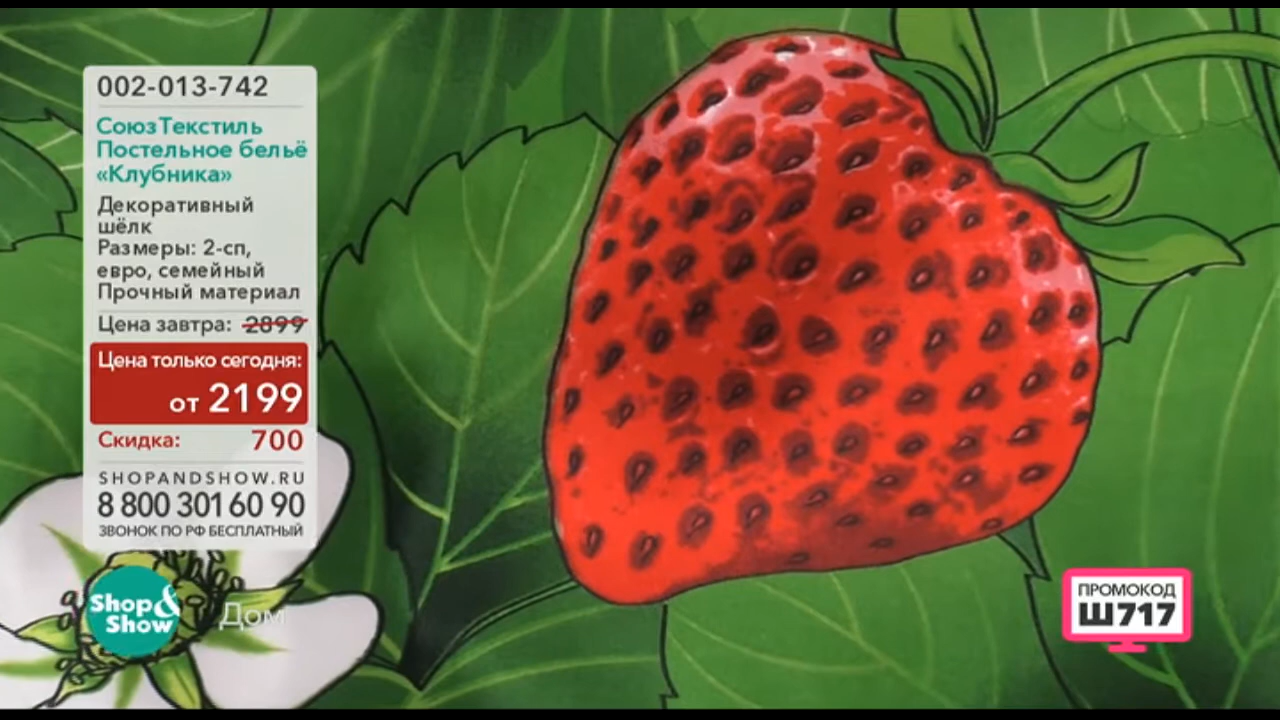 002-013-742
СоюзТекстиль
Постельное бельё
«Клубника»
Декоративный
шёлк
Размеры: 2-сп,
евро, семейный
Прочный материал
Цена завтра: 2899
Цена только сегодня:
от 2199
Скидка: 700
SHOPANDSHOW.RU
8 800 301 60 90
ЗВОНОК ПО РФ БЕСПЛАТНЫЙ
Shop&
Show
Дом
ПРОМОКОД
Ш717